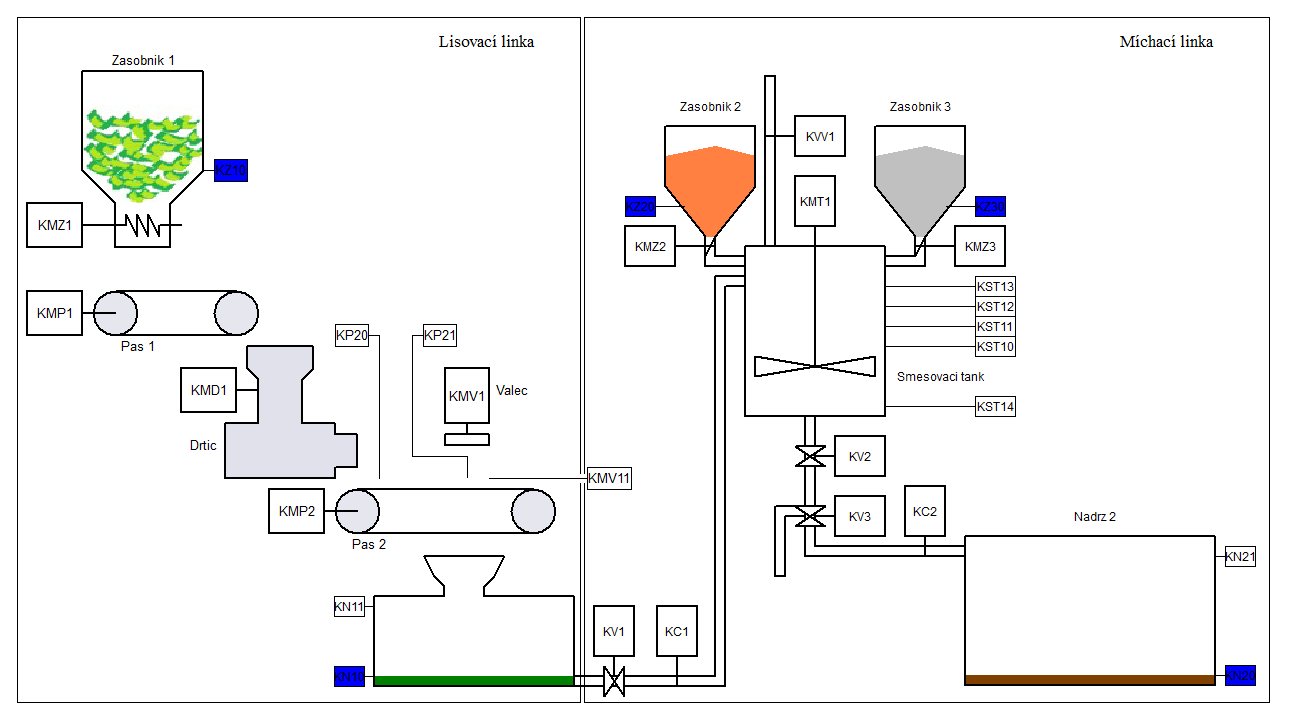 Lisovací linka
Zasobnik 1
KZ10
KMZ1
KMP1
Pas 1
KP20
KP21
KMD1
KMV1
Valec
Drtic
KMV11
KMP2
Pas 2
KN11
KN10
Míchací linka
Zasobnik 2
KVV1
Zasobnik 3
KMT1
KZ20
KZ30
KMZ2
KMZ3
KST13
KST12
KST11
KST10
Smesovaci tank
KST14
KV2
KV3
KC2
Nadrz 2
KN21
KV1
KC1
KN20